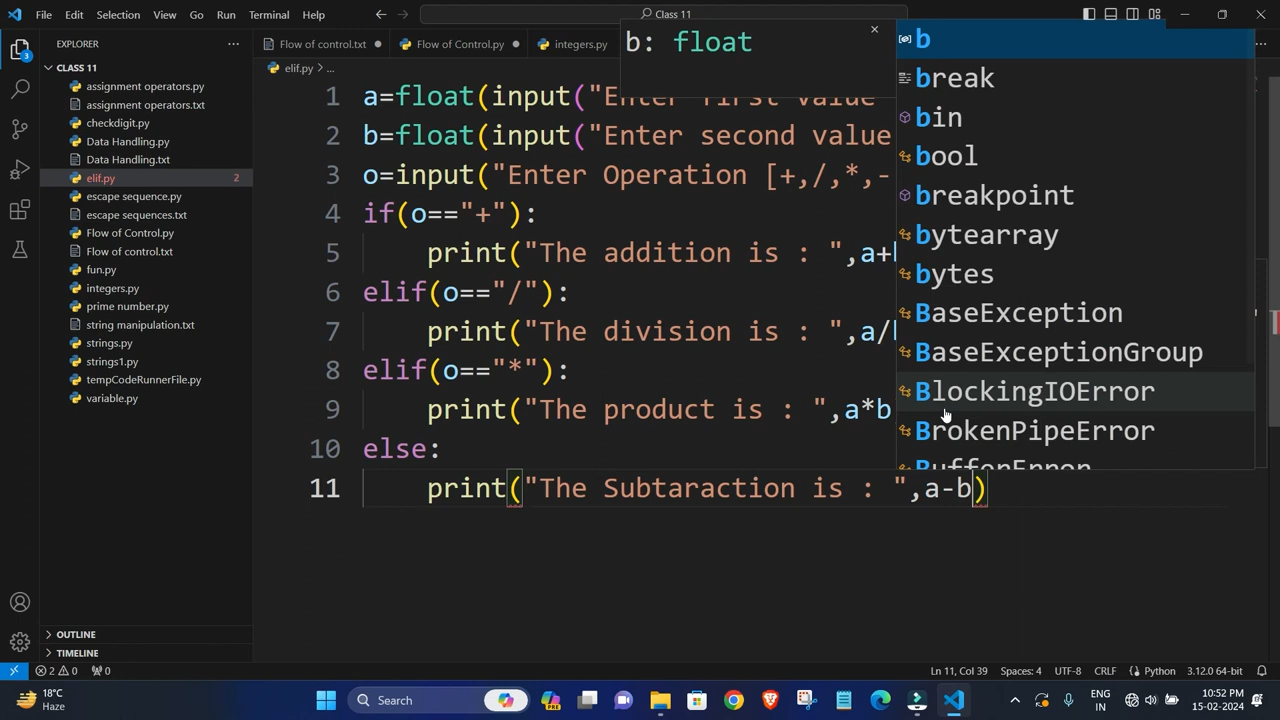 File Edit Selection View Go Run Terminal Help
Class 11
EXPLORER
Flow of control.txt
Flow of Control.py
integers.py
CLASS 11
assignment operators.py
assignment operators.txt
checkdigit.py
Data Handling.py
Data Handling.txt
elif.py 2
escape sequence.py
escape sequences.txt
Flow of Control.py
Flow of control.txt
fun.py
integers.py
prime number.py
string manipulation.txt
strings.py
strings1.py
tempCodeRunnerFile.py
variable.py
OUTLINE
TIMELINE
elif.py > ...
1 a=float(input("Enter first value
2 b=float(input("Enter second value
3 o=input("Enter Operation [+,/,*,-
4 if(o=="+"):
5 print("The addition is : ",a+b
6 elif(o=="/"):
7 print("The division is : ",a/b
8 elif(o=="*"):
9 print("The product is : ",a*b
10 else:
11 print("The Subtaraction is : ",a-b)
b: float
b
break
bin
bool
breakpoint
bytearray
bytes
BaseException
BaseExceptionGroup
BlockingIOError
BrokenPipeError
BufferError
3
2 0 0
Ln 11, Col 39 Spaces: 4 UTF-8 CRLF Python 3.12.0 64-bit
18°C
Haze
Search
PRE
ENG
IN
10:52 PM
15-02-2024